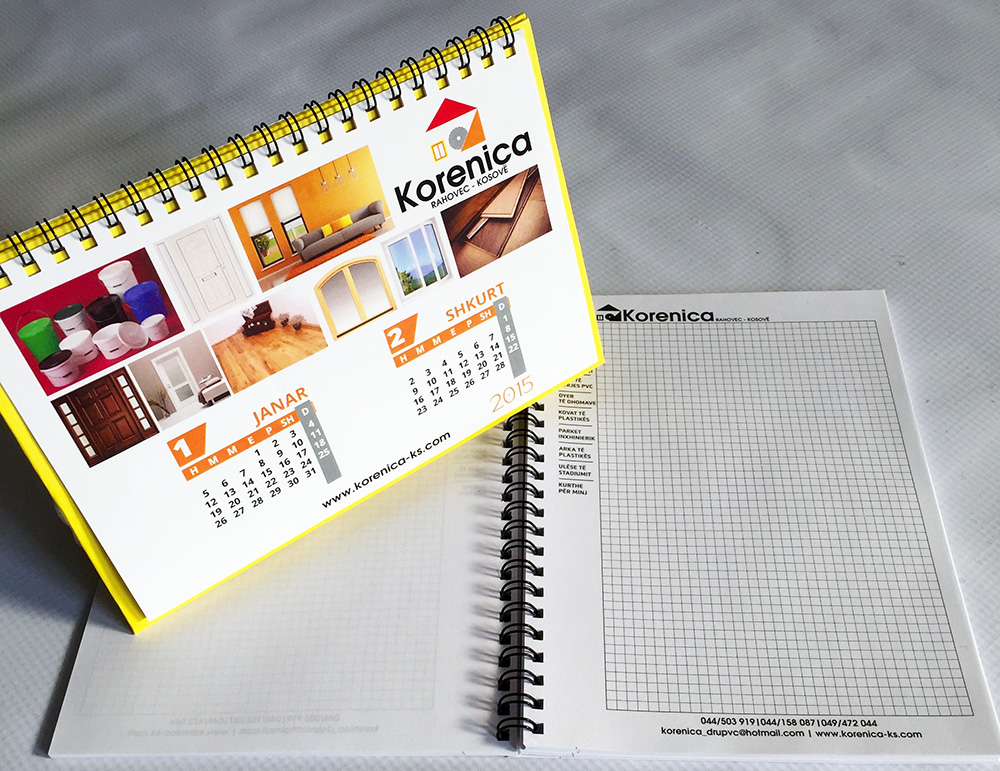 Korenica
RAHOVEC - KOSOVË
1 JANAR
H M M E P SH D
1 2 3 4
5 6 7 8 9 10 11
12 13 14 15 16 17 18
19 20 21 22 23 24 25
26 27 28 29 30 31
2 SHKURT
H M M E P SH D
1
2 3 4 5 6 7 8
9 10 11 12 13 14 15
16 17 18 19 20 21 22
23 24 25 26 27 28
2015
www.korenica-ks.com
Korenica RAHOVEC - KOSOVË
DYER
TË DHOMAVE
KOVAT TË
PLASTIKËS
PARKET
INXHINIERIK
ARKA TË
PLASTIKËS
ULËSE TË
STADIUMIT
KURTHE
PËR MINJ
044/503 919|044/158 087|049/472 044
korenica_drupvc@hotmail.com | www.korenica-ks.com